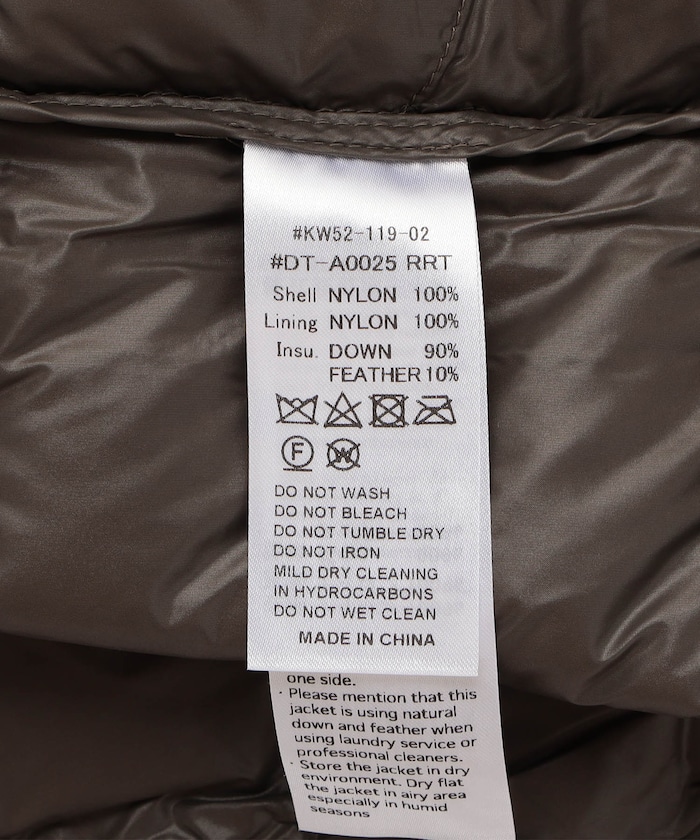 #KW52-119-02
#DT-A0025 RRT
Shell NYLON 100%
Lining NYLON 100%
Insu. DOWN 90%
FEATHER 10%
F W
DO NOT WASH
DO NOT BLEACH
DO NOT TUMBLE DRY
DO NOT IRON
MILD DRY CLEANING
IN HYDROCARBONS
DO NOT WET CLEAN
MADE IN CHINA
one side.
· Please mention that this
jacket is using natural
down and feather when
using laundry service or
professional cleaners.
· Store the jacket in dry
environment. Dry flat
the jacket in airy area
especially in humid
seasons